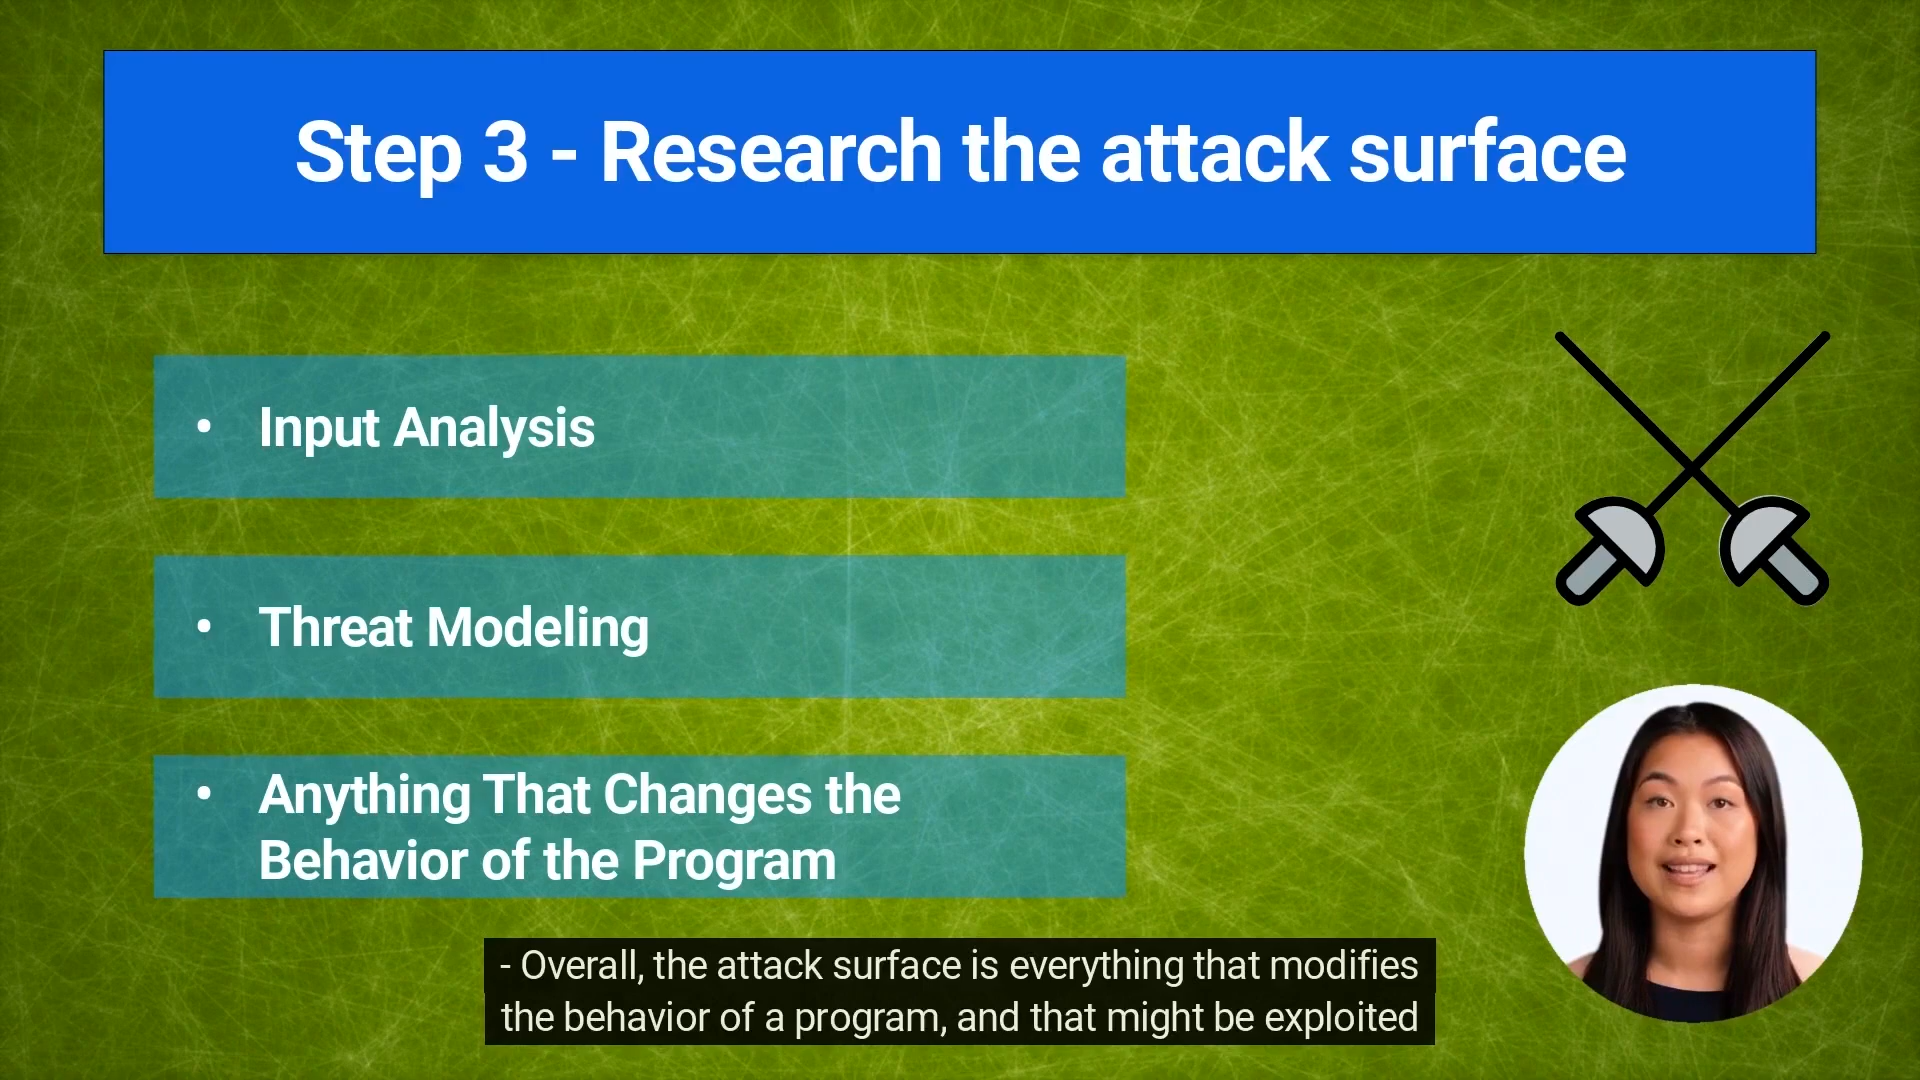 Step 3 - Research the attack surface
• Input Analysis
• Threat Modeling
• Anything That Changes the
Behavior of the Program
- Overall, the attack surface is everything that modifies
the behavior of a program, and that might be exploited